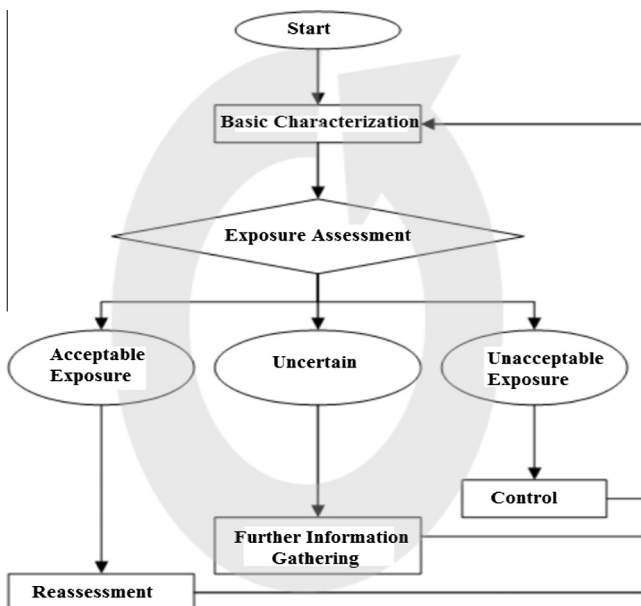 Start
Basic Characterization
Exposure Assessment
Acceptable
Exposure
Uncertain
Unacceptable
Exposure
Control
Further Information
Gathering
Reassessment